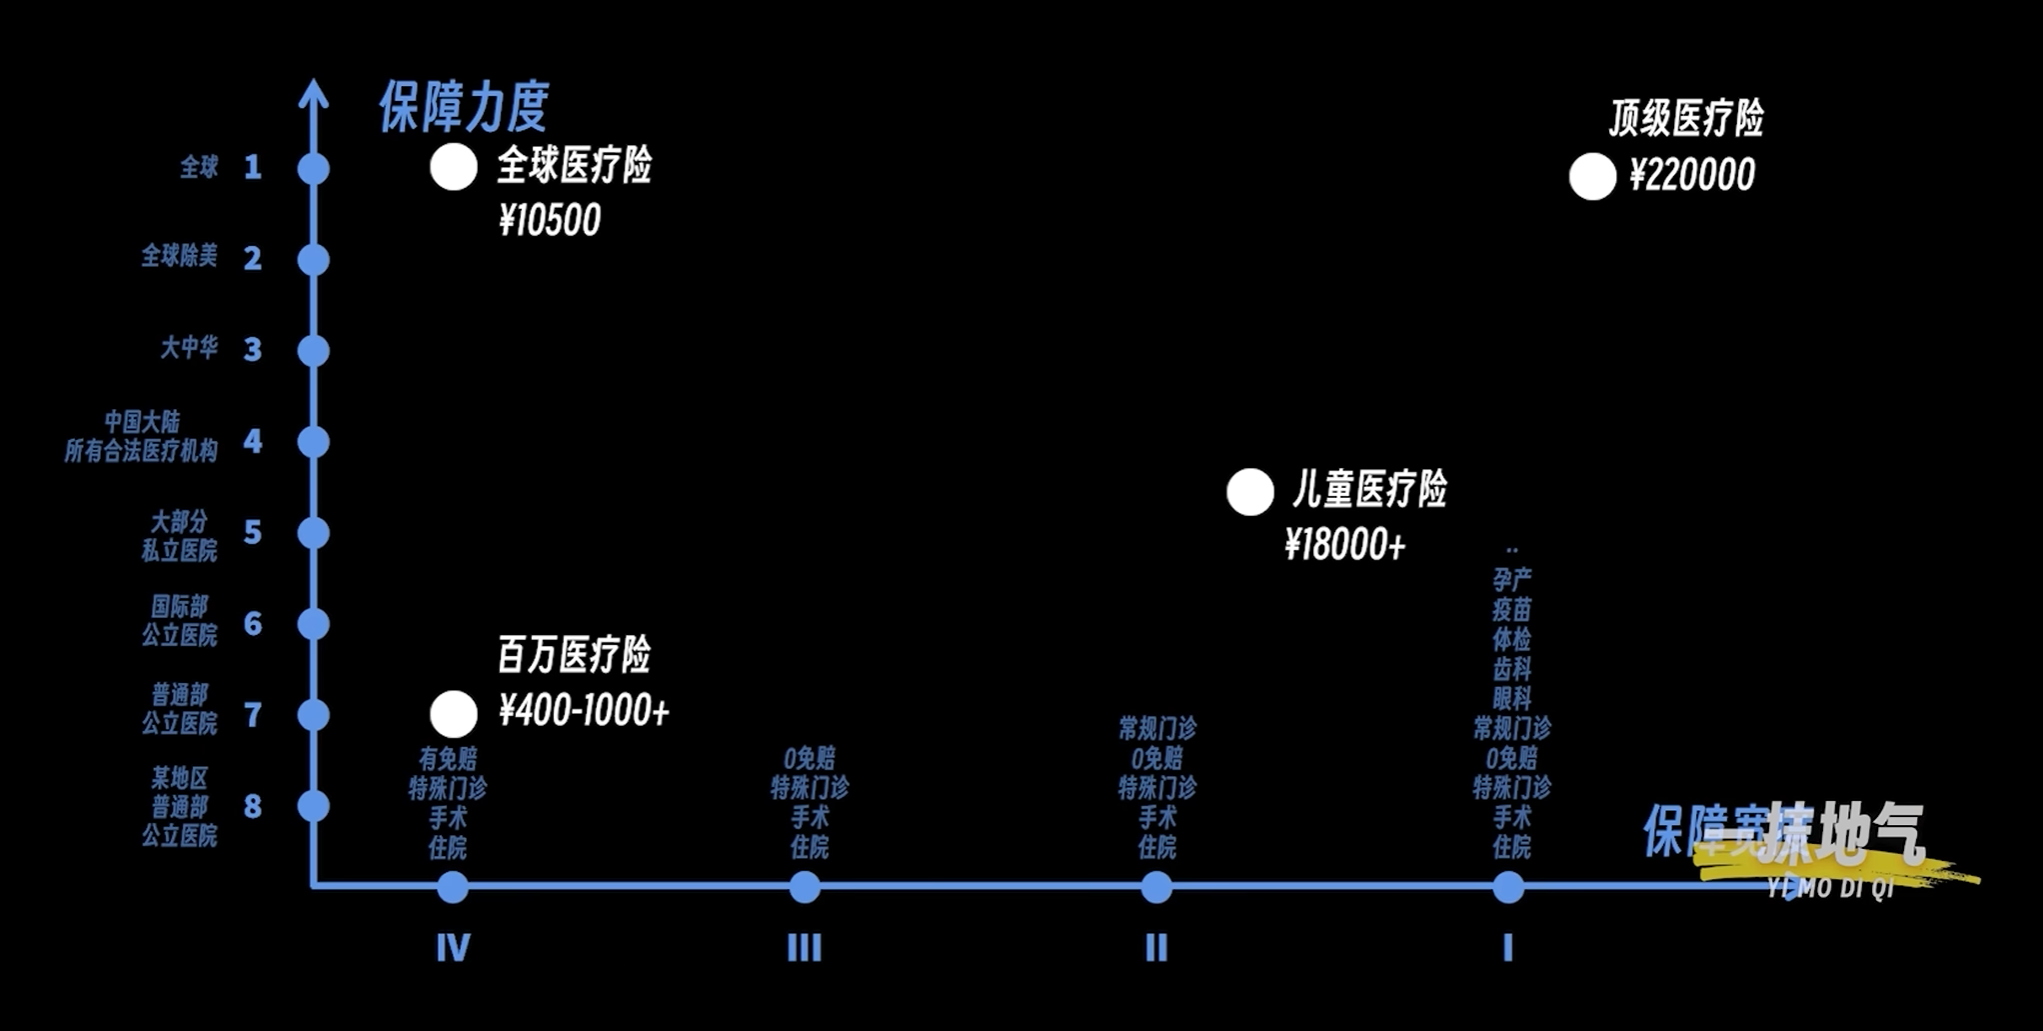 保障力度
全球医疗险
¥10500
顶级医疗险
¥220000
全球 1
全球除美 2
大中华 3
中国大陆
所有合法医疗机构 4
大部分
私立医院 5
国际部
公立医院 6
普通部
公立医院 7
某地区
普通部
公立医院 8
儿童医疗险
¥18000+
百万医疗险
¥400-1000+
有免赔
特殊门诊
手术
住院
0免赔
特殊门诊
手术
住院
常规门诊
0免赔
特殊门诊
手术
住院
..
孕产
疫苗
体检
齿科
眼科
常规门诊
0免赔
特殊门诊
手术
住院
保障宽度
一抹地气
YI MO DI QI
IV
III
II
I